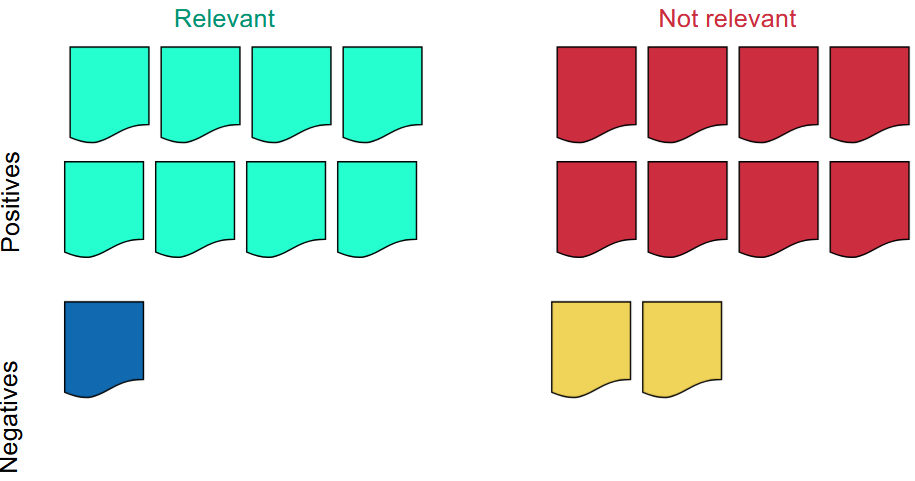 Relevant
Not relevant
Positives
Negatives